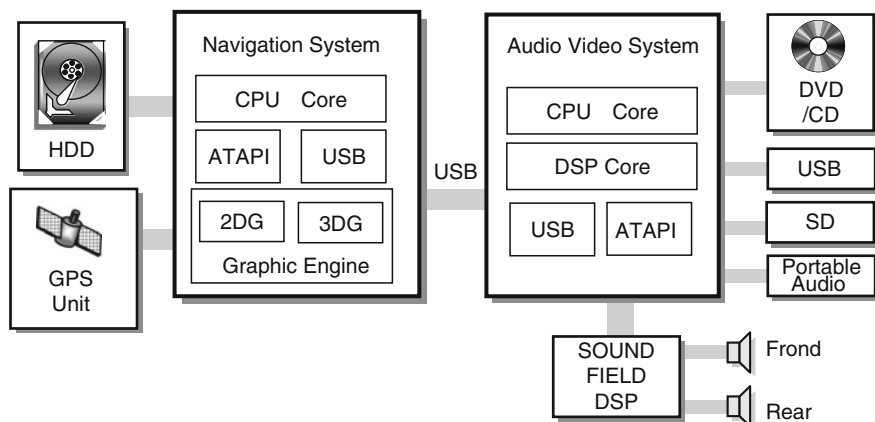 HDD
GPS
Unit
Navigation System
CPU Core
ATAPI
USB
2DG
3DG
Graphic Engine
USB
Audio Video System
CPU Core
DSP Core
USB
ATAPI
DVD
/CD
USB
SD
Portable
Audio
SOUND
FIELD
DSP
Frond
Rear